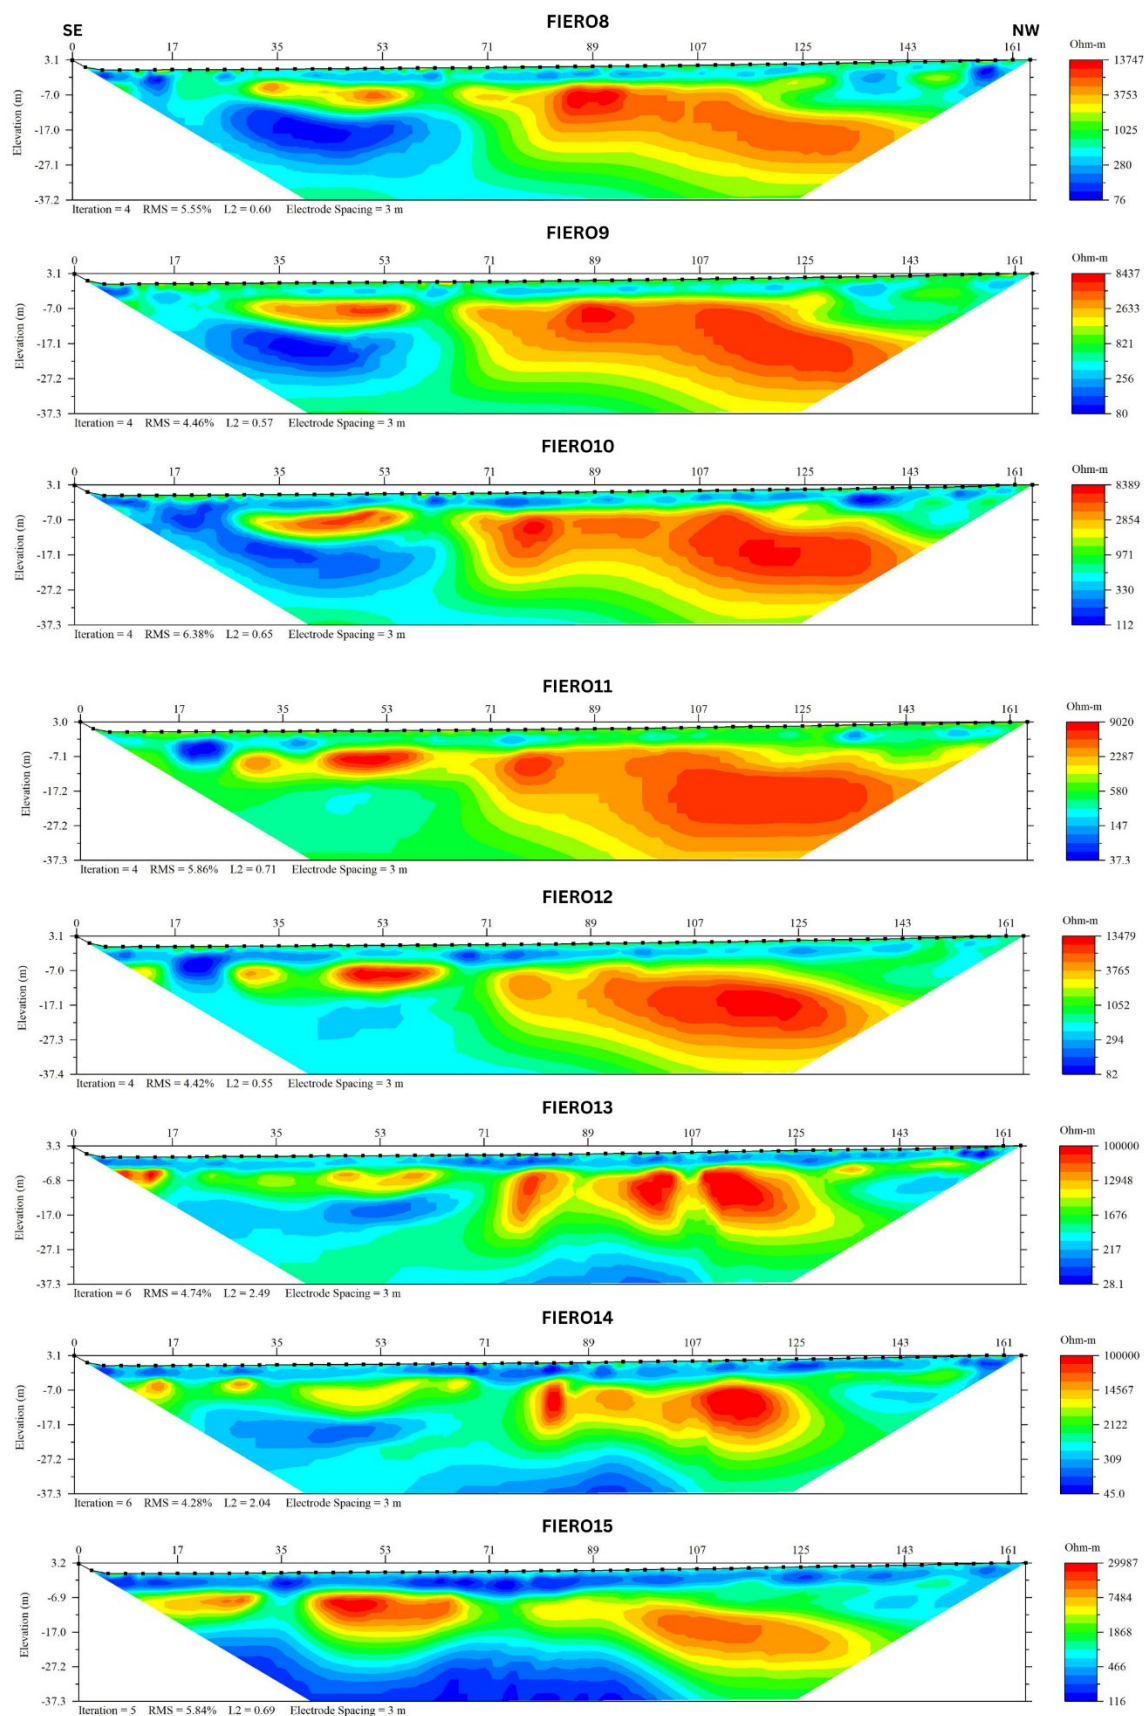 FIERO8
SE NW
0 17 35 53 71 89 107 125 143 161
Ohm-m
Elevation (m)
3.1
-7.0
-17.0
-27.1
-37.2
13747
3753
1025
280
76
Iteration = 4 RMS = 5.55% L2 = 0.60 Electrode Spacing = 3 m
FIERO9
0 17 35 53 71 89 107 125 143 161
Ohm-m
Elevation (m)
3.1
-7.0
-17.1
-27.2
-37.3
8437
2633
821
256
80
Iteration = 4 RMS = 4.46% L2 = 0.57 Electrode Spacing = 3 m
FIERO10
0 17 35 53 71 89 107 125 143 161
Ohm-m
Elevation (m)
3.1
-7.0
-17.1
-27.2
-37.3
8389
2854
971
330
112
Iteration = 4 RMS = 6.38% L2 = 0.65 Electrode Spacing = 3 m
FIERO11
0 17 35 53 71 89 107 125 143 161
Ohm-m
Elevation (m)
3.0
-7.1
-17.2
-27.2
-37.3
9020
2287
580
147
37.3
Iteration = 4 RMS = 5.86% L2 = 0.71 Electrode Spacing = 3 m
FIERO12
0 17 35 53 71 89 107 125 143 161
Ohm-m
Elevation (m)
3.1
-7.0
-17.1
-27.3
-37.4
13479
3765
1052
294
82
Iteration = 4 RMS = 4.42% L2 = 0.55 Electrode Spacing = 3 m
FIERO13
0 17 35 53 71 89 107 125 143 161
Ohm-m
Elevation (m)
3.3
-6.8
-17.0
-27.1
-37.3
100000
12948
1676
217
28.1
Iteration = 6 RMS = 4.74% L2 = 2.49 Electrode Spacing = 3 m
FIERO14
0 17 35 53 71 89 107 125 143 161
Ohm-m
Elevation (m)
3.1
-7.0
-17.1
-27.2
-37.3
100000
14567
2122
309
45.0
Iteration = 6 RMS = 4.28% L2 = 2.04 Electrode Spacing = 3 m
FIERO15
0 17 35 53 71 89 107 125 143 161
Ohm-m
Elevation (m)
3.2
-6.9
-17.0
-27.2
-37.3
29987
7484
1868
466
116
Iteration = 5 RMS = 5.84% L2 = 0.69 Electrode Spacing = 3 m